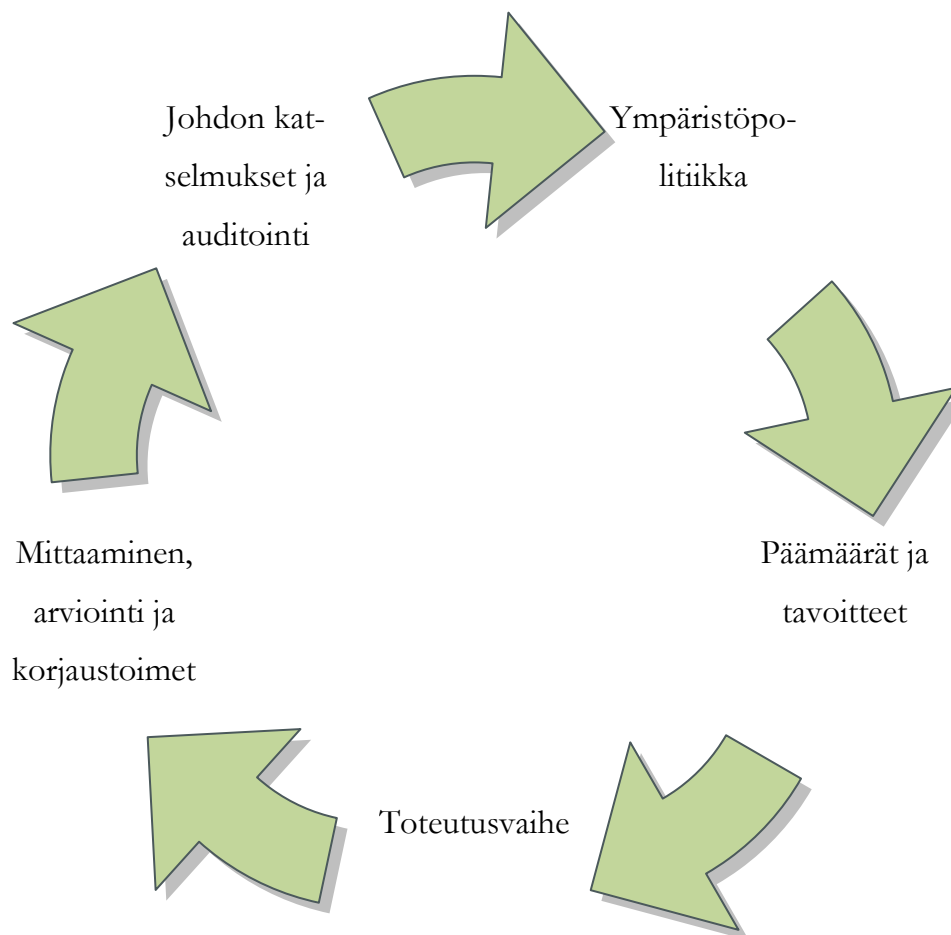 Johdon kat-
selmukset ja
auditointi
Ympäristöpo-
litiikka
Päämäärät ja
tavoitteet
Toteutusvaihe
Mittaaminen,
arviointi ja
korjaustoimet